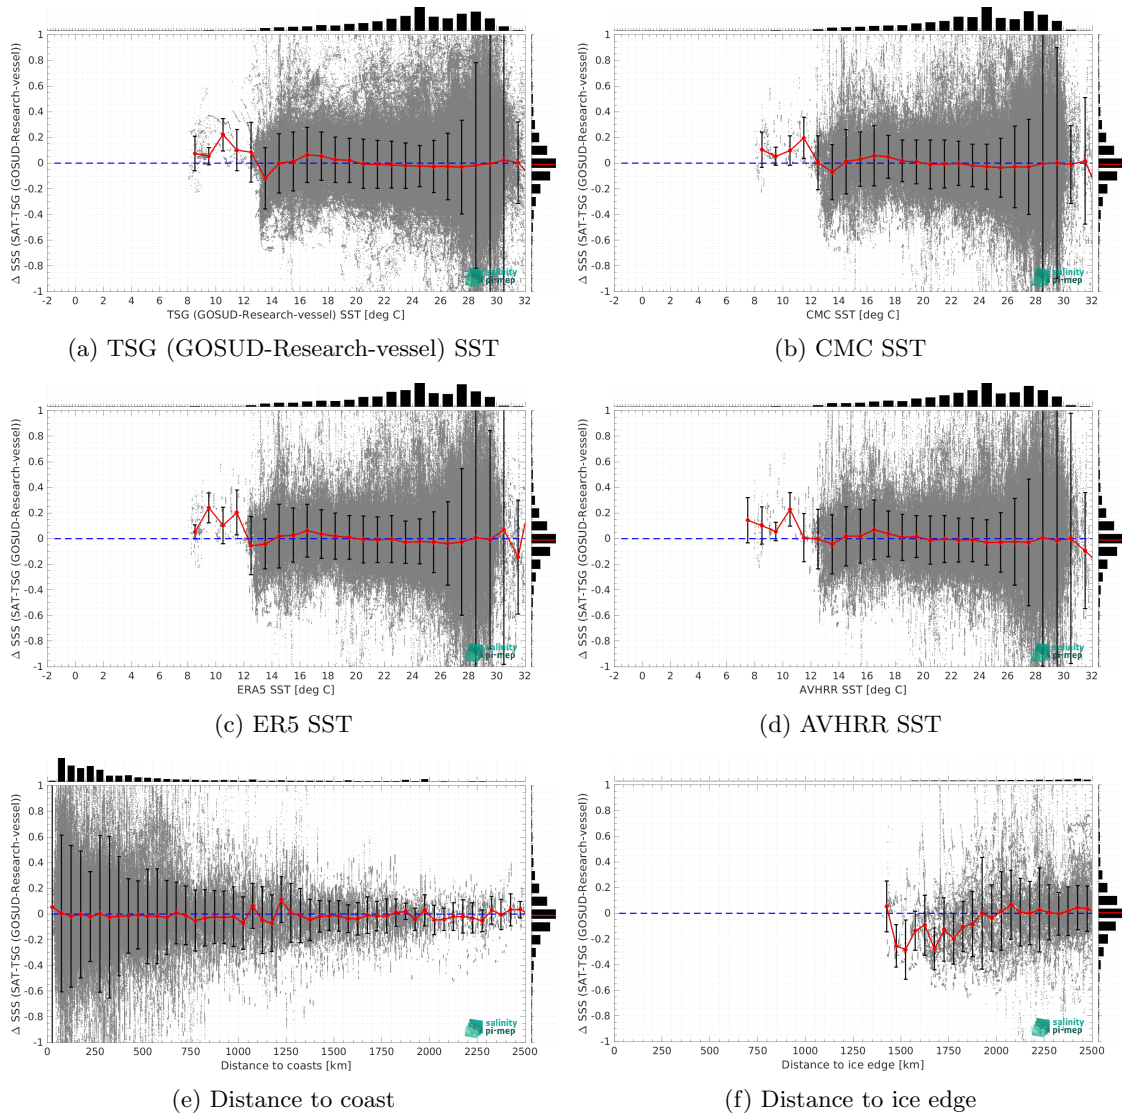 Δ SSS (SAT-TSG (GOSUD-Research-vessel))
1
0.8
0.6
0.4
0.2
0
-0.2
-0.4
-0.6
-0.8
-1
salinity
pi-mep
-2 0 2 4 6 8 10 12 14 16 18 20 22 24 26 28 30 32
TSG (GOSUD-Research-vessel) SST [deg C]
(a) TSG (GOSUD-Research-vessel) SST
Δ SSS (SAT-TSG (GOSUD-Research-vessel))
1
0.8
0.6
0.4
0.2
0
-0.2
-0.4
-0.6
-0.8
-1
salinity
pi-mep
-2 0 2 4 6 8 10 12 14 16 18 20 22 24 26 28 30 32
CMC SST [deg C]
(b) CMC SST
Δ SSS (SAT-TSG (GOSUD-Research-vessel))
1
0.8
0.6
0.4
0.2
0
-0.2
-0.4
-0.6
-0.8
-1
salinity
pi-mep
-2 0 2 4 6 8 10 12 14 16 18 20 22 24 26 28 30 32
ERA5 SST [deg C]
(c) ER5 SST
Δ SSS (SAT-TSG (GOSUD-Research-vessel))
1
0.8
0.6
0.4
0.2
0
-0.2
-0.4
-0.6
-0.8
-1
salinity
pi-mep
-2 0 2 4 6 8 10 12 14 16 18 20 22 24 26 28 30 32
AVHRR SST [deg C]
(d) AVHRR SST
Δ SSS (SAT-TSG (GOSUD-Research-vessel))
1
0.8
0.6
0.4
0.2
0
-0.2
-0.4
-0.6
-0.8
-1
salinity
pi-mep
0 250 500 750 1000 1250 1500 1750 2000 2250 2500
Distance to coasts [km]
(e) Distance to coast
Δ SSS (SAT-TSG (GOSUD-Research-vessel))
1
0.8
0.6
0.4
0.2
0
-0.2
-0.4
-0.6
-0.8
-1
salinity
pi-mep
0 250 500 750 1000 1250 1500 1750 2000 2250 2500
Distance to ice edge [km]
(f) Distance to ice edge